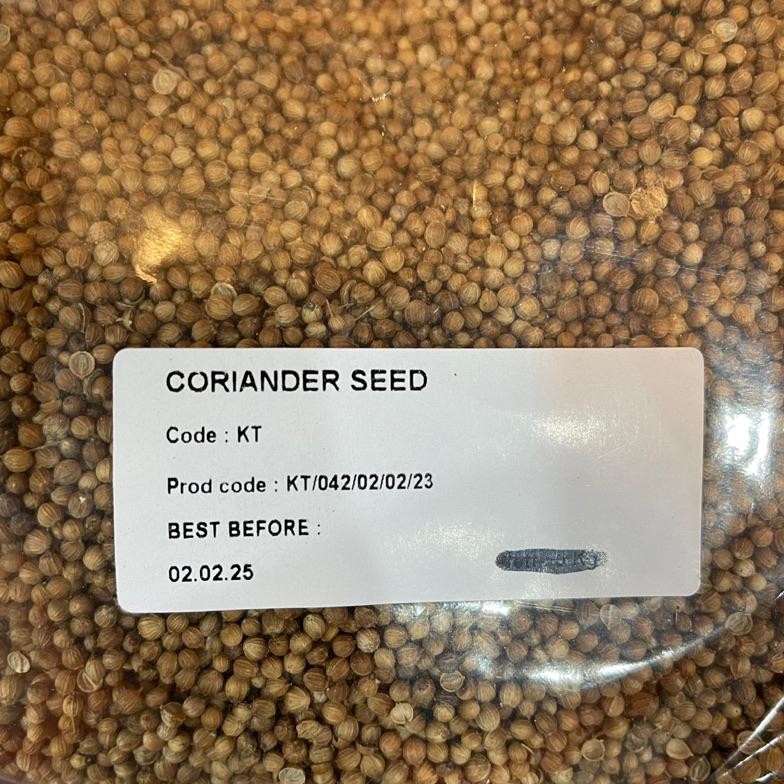 CORIANDER SEED
Code : KT
Prod code : KT/042/02/02/23
BEST BEFORE :
02.02.25